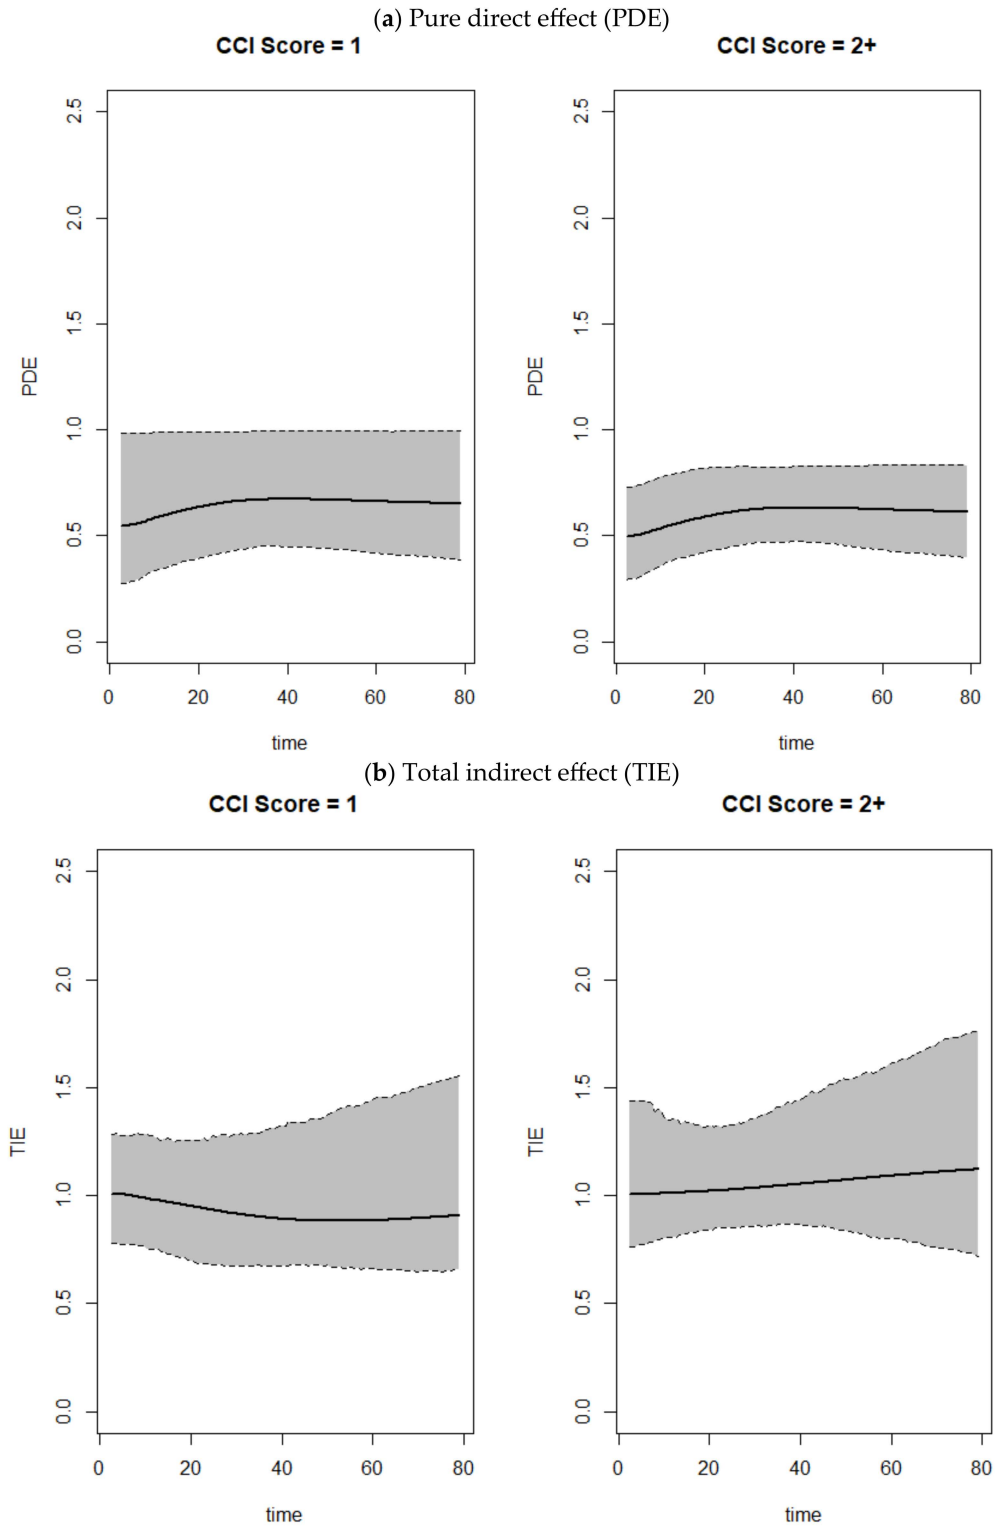 (a) Pure direct effect (PDE)
CCI Score = 1 CCI Score = 2+
2.5 2.5
2.0 2.0
1.5 1.5
PDE PDE
1.0 1.0
0.5 0.5
0.0 0.0
0 20 40 60 80 0 20 40 60 80
time time
(b) Total indirect effect (TIE)
CCI Score = 1 CCI Score = 2+
2.5 2.5
2.0 2.0
1.5 1.5
TIE TIE
1.0 1.0
0.5 0.5
0.0 0.0
0 20 40 60 80 0 20 40 60 80
time time